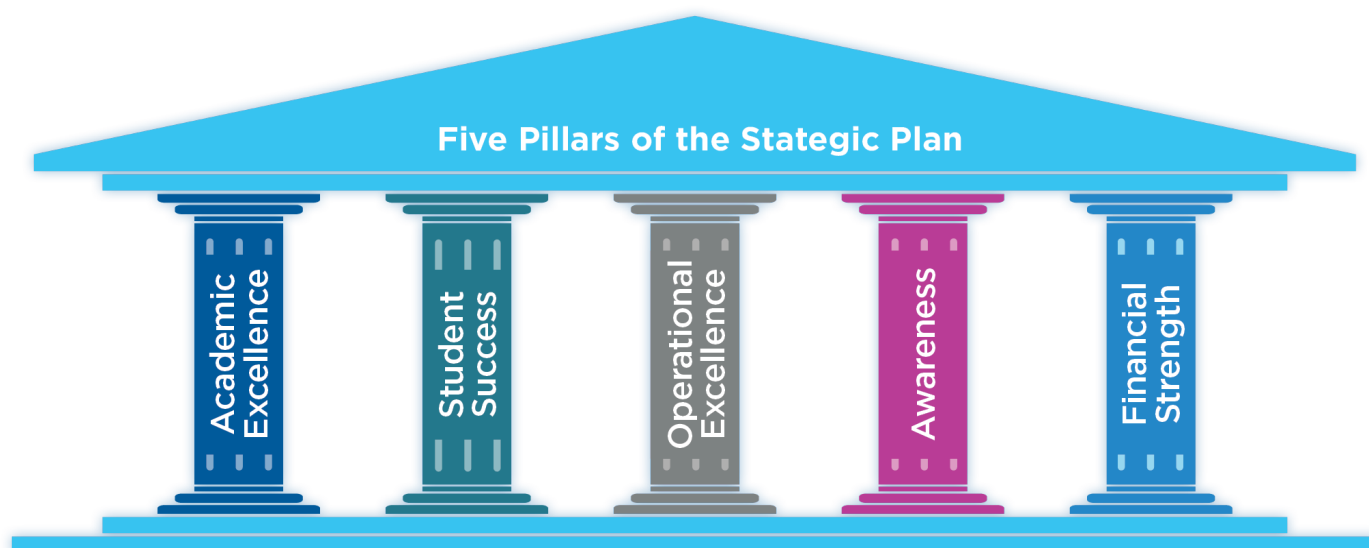 Five Pillars of the Stategic Plan
Academic
Excellence
Student
Success
Operational
Excellence
Awareness
Financial
Strength